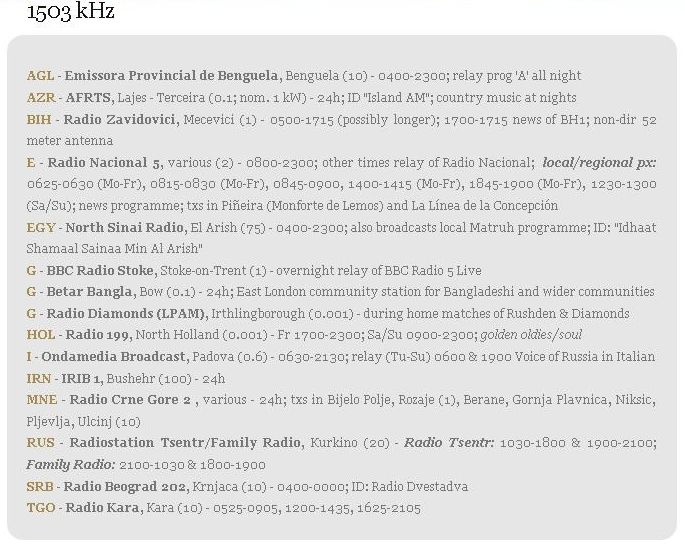 1503 kHz
AGL - Emissora Provincial de Benguela, Benguela (10) - 0400-2300; relay prog 'A' all night
AZR - AFRTS, Lajes - Terceira (0.1; nom. 1 kW) - 24h; ID "Island AM"; country music at nights
BIH - Radio Zavidovici, Mecevici (1) - 0500-1715 (possibly longer); 1700-1715 news of BH1; non-dir 52
meter antenna
E - Radio Nacional 5, various (2) - 0800-2300; other times relay of Radio Nacional; local/regional px:
0625-0630 (Mo-Fr), 0815-0830 (Mo-Fr), 0845-0900, 1400-1415 (Mo-Fr), 1845-1900 (Mo-Fr), 1230-1300
(Sa/Su); news programme; txs in Piñeira (Monforte de Lemos) and La Línea de la Concepción
EGY - North Sinai Radio, El Arish (75) - 0400-2300; also broadcasts local Matruh programme; ID: "Idhaat
Shamaal Sainaa Min Al Arish"
G - BBC Radio Stoke, Stoke-on-Trent (1) - overnight relay of BBC Radio 5 Live
G - Betar Bangla, Bow (0.1) - 24h; East London community station for Bangladeshi and wider communities
G - Radio Diamonds (LPAM), Irthlingborough (0.001) - during home matches of Rushden & Diamonds
HOL - Radio 199, North Holland (0.001) - Fr 1700-2300; Sa/Su 0900-2300; golden oldies/soul
I - Ondamedia Broadcast, Padova (0.6) - 0630-2130; relay (Tu-Su) 0600 & 1900 Voice of Russia in Italian
IRN - IRIB 1, Bushehr (100) - 24h
MNE - Radio Crne Gore 2 , various - 24h; txs in Bijelo Polje, Rozaje (1), Berane, Gornja Plavnica, Niksic,
Pljevlja, Ulcinj (10)
RUS - Radiostation Tsentr/Family Radio, Kurkino (20) - Radio Tsentr: 1030-1800 & 1900-2100;
Family Radio: 2100-1030 & 1800-1900
SRB - Radio Beograd 202, Krnjaca (10) - 0400-0000; ID: Radio Dvestadva
TGO - Radio Kara, Kara (10) - 0525-0905, 1200-1435, 1625-2105